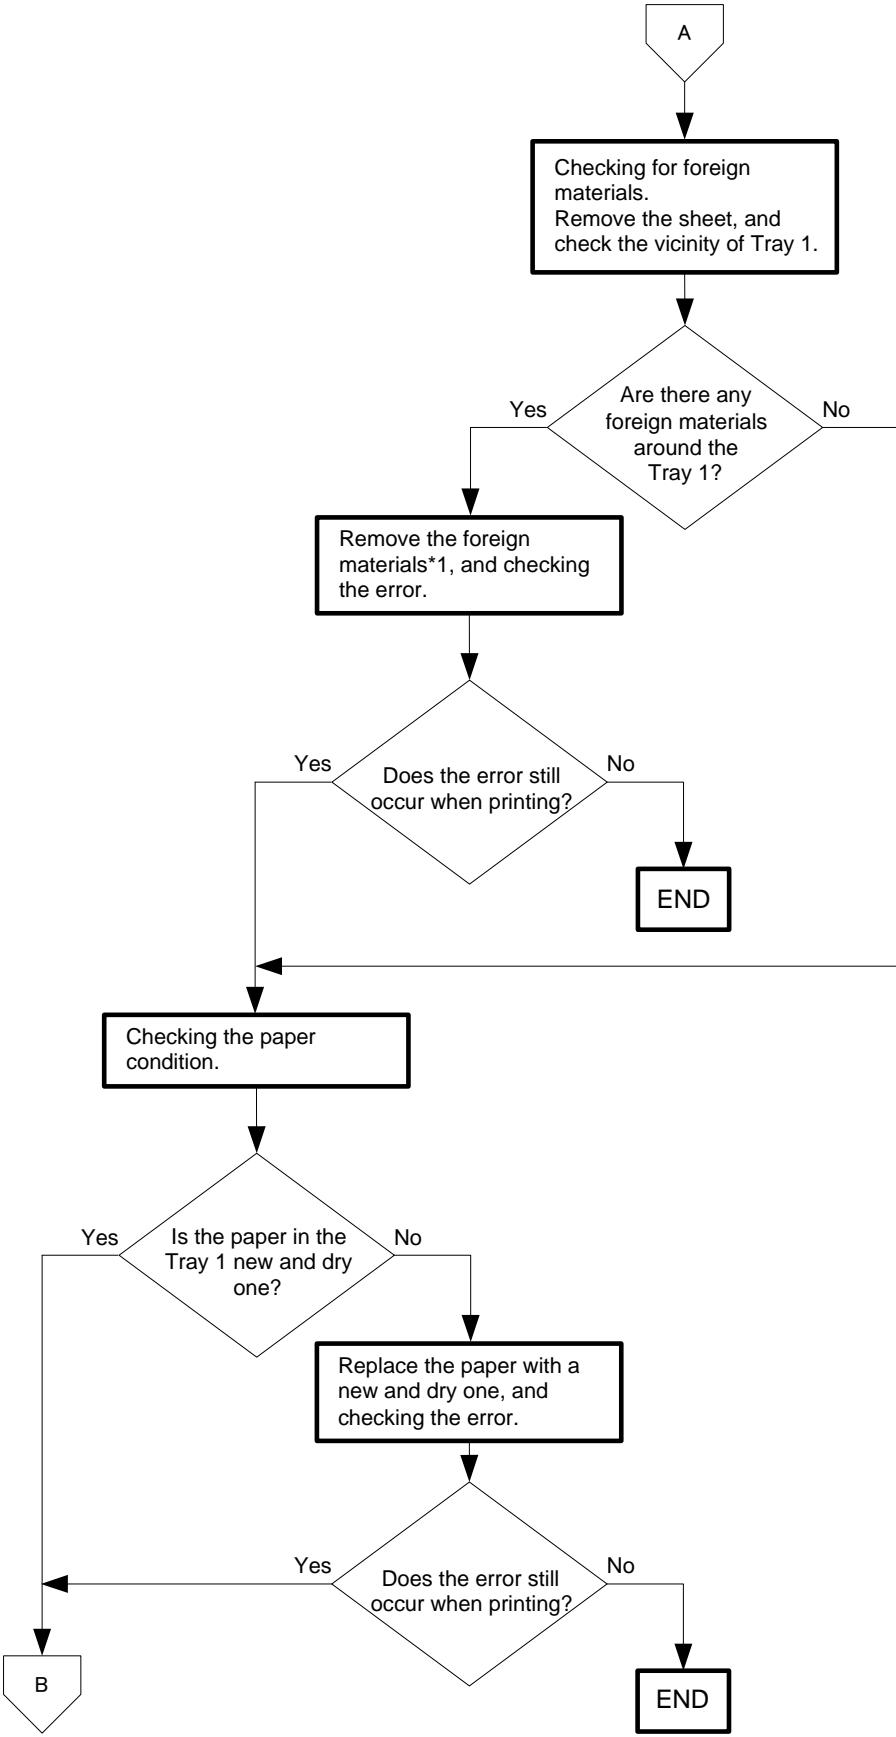 A
Checking for foreign
materials.
Remove the sheet, and
check the vicinity of Tray 1.
Are there any
foreign materials
around the
Tray 1?
Yes
No
Remove the foreign
materials*1, and checking
the error.
Yes
Does the error still
occur when printing?
No
END
Checking the paper
condition.
Yes
Is the paper in the
Tray 1 new and dry
one?
No
Replace the paper with a
new and dry one, and
checking the error.
Yes
Does the error still
occur when printing?
No
B
END